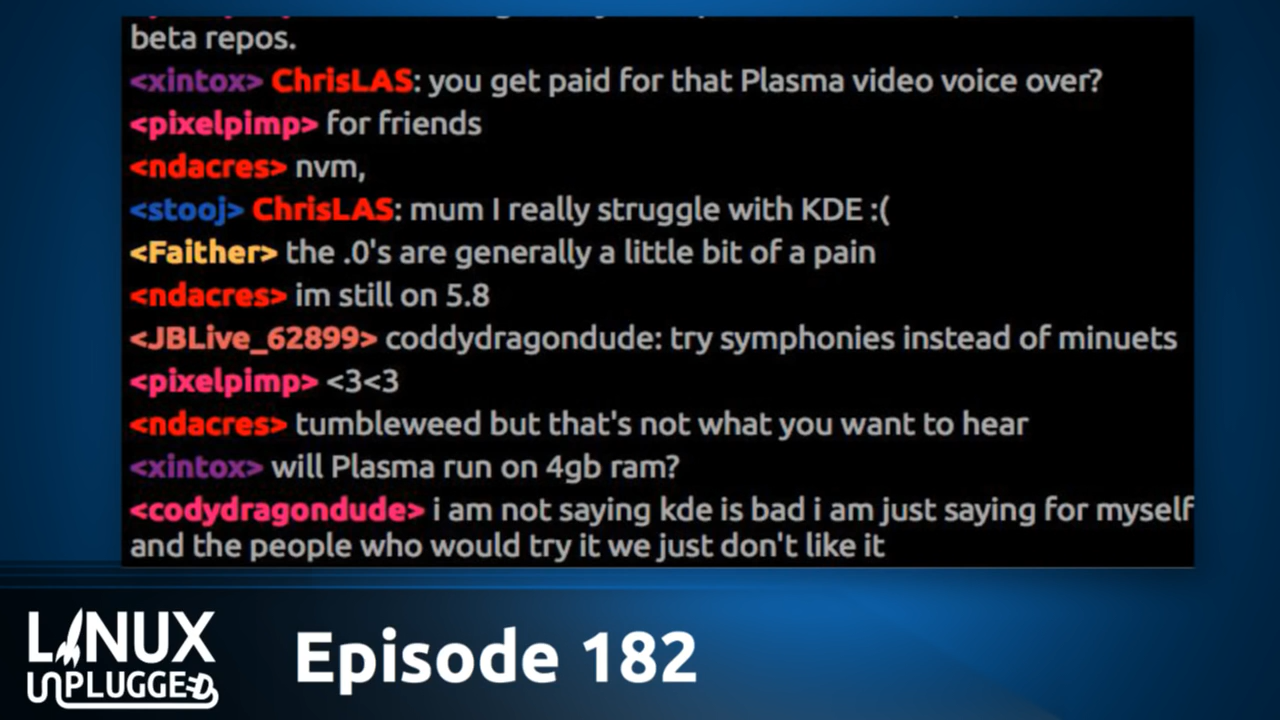 beta repos.
<xintox> ChrisLAS: you get paid for that Plasma video voice over?
<pixelpimp> for friends
<ndacres> nvm,
<stooj> ChrisLAS: mum I really struggle with KDE :(
<Faither> the .0's are generally a little bit of a pain
<ndacres> im still on 5.8
<JBLive_62899> coddydragondude: try symphonies instead of minuets
<pixelpimp> <3<3
<ndacres> tumbleweed but that's not what you want to hear
<xintox> will Plasma run on 4gb ram?
<codydragondude> i am not saying kde is bad i am just saying for myself
and the people who would try it we just don't like it
LINUX
UNPLUGGED
Episode 182